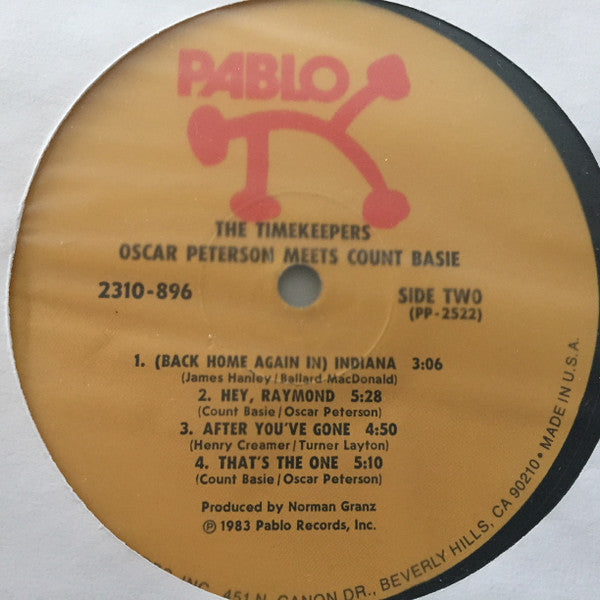 PABLO
THE TIMEKEEPERS
OSCAR PETERSON MEETS COUNT BASIE
2310-896
SIDE TWO
(PP-2522)
1. (BACK HOME AGAIN IN) INDIANA 3:06
(James Hanley/Ballard MacDonald)
2. HEY, RAYMOND 5:28
(Count Basie/Oscar Peterson)
3. AFTER YOU'VE GONE 4:50
(Henry Creamer/Turner Layton)
4. THAT'S THE ONE 5:10
(Count Basie/Oscar Peterson)
Produced by Norman Granz
℗ 1983 Pablo Records, Inc.
INC. 451 N. CANON DR., BEVERLY HILLS, CA 90210 • MADE IN U.S.A.